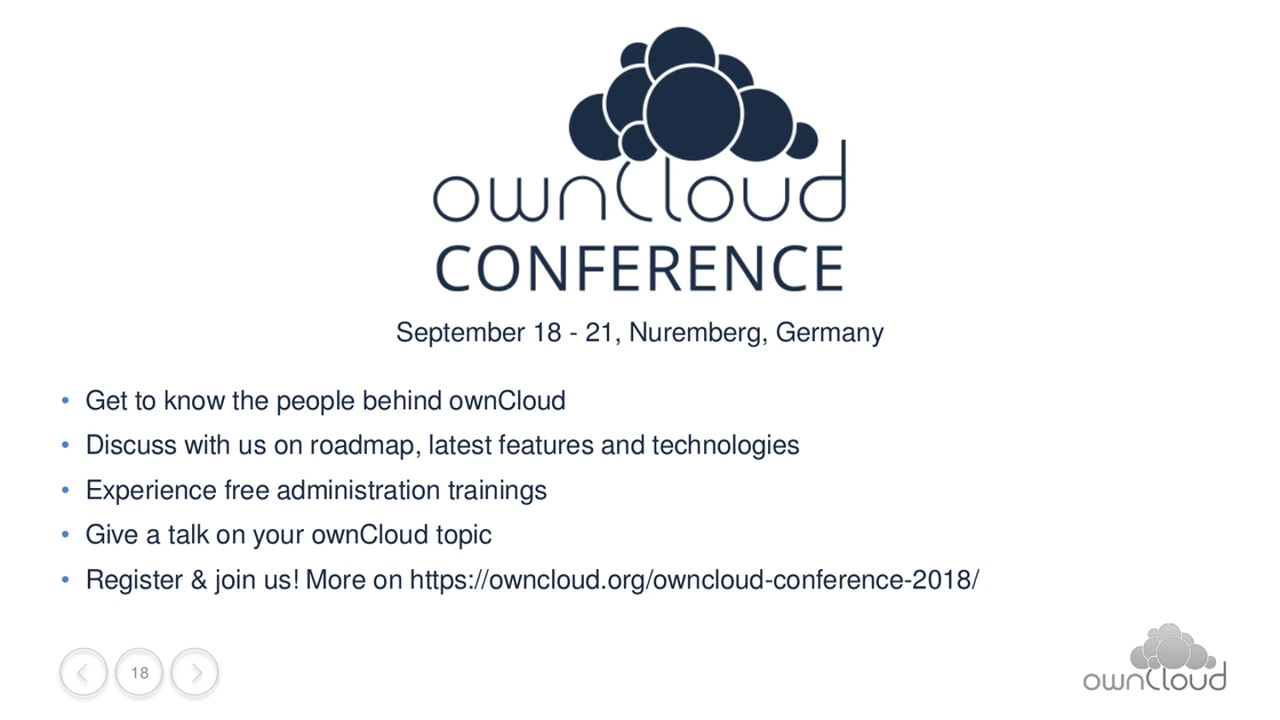 ownCloud
CONFERENCE
September 18 - 21, Nuremberg, Germany
• Get to know the people behind ownCloud
• Discuss with us on roadmap, latest features and technologies
• Experience free administration trainings
• Give a talk on your ownCloud topic
• Register & join us! More on https://owncloud.org/owncloud-conference-2018/
18
ownCloud